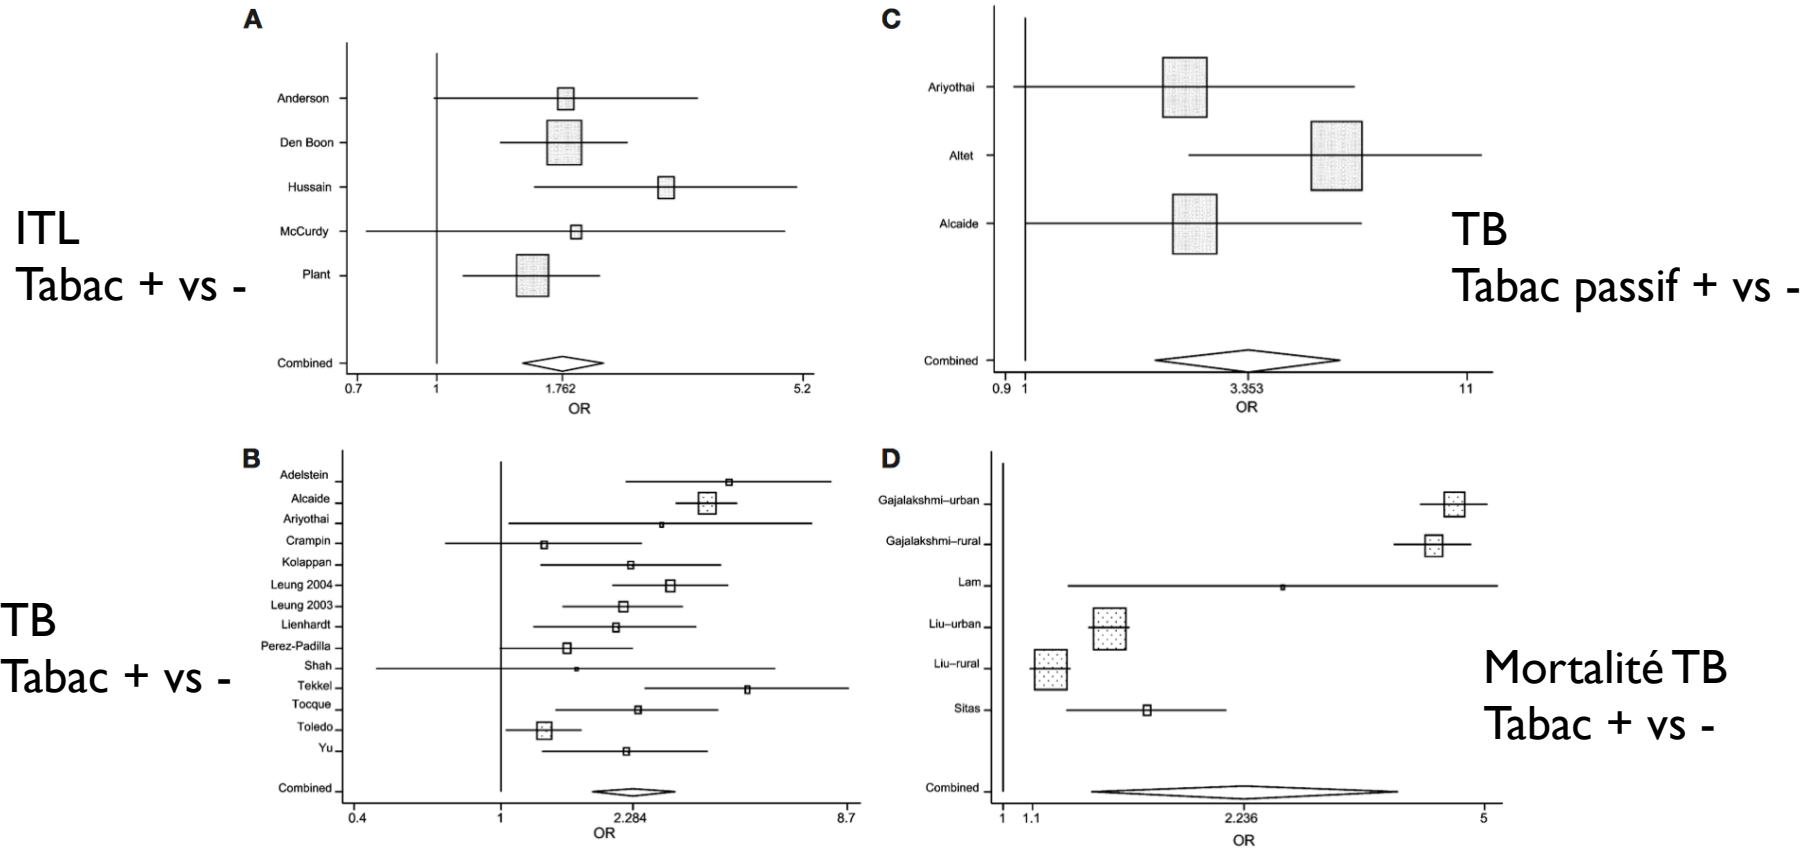 A
Anderson
Den Boon
Hussain
McCurdy
Plant
Combined
0.7 1 1.762 5.2
OR
ITL
Tabac + vs -
C
Ariyothai
Altet
Alcaide
Combined
0.9 1 3.353 11
OR
TB
Tabac passif + vs -
B
Adelstein
Alcaide
Ariyothai
Crampin
Kolappan
Leung 2004
Leung 2003
Lienhardt
Perez-Padilla
Shah
Tekkel
Tocque
Toledo
Yu
Combined
0.4 1 2.284 8.7
OR
TB
Tabac + vs -
D
Gajalakshmi–urban
Gajalakshmi–rural
Lam
Liu–urban
Liu–rural
Sitas
Combined
1 1.1 2.236 5
OR
Mortalité TB
Tabac + vs -